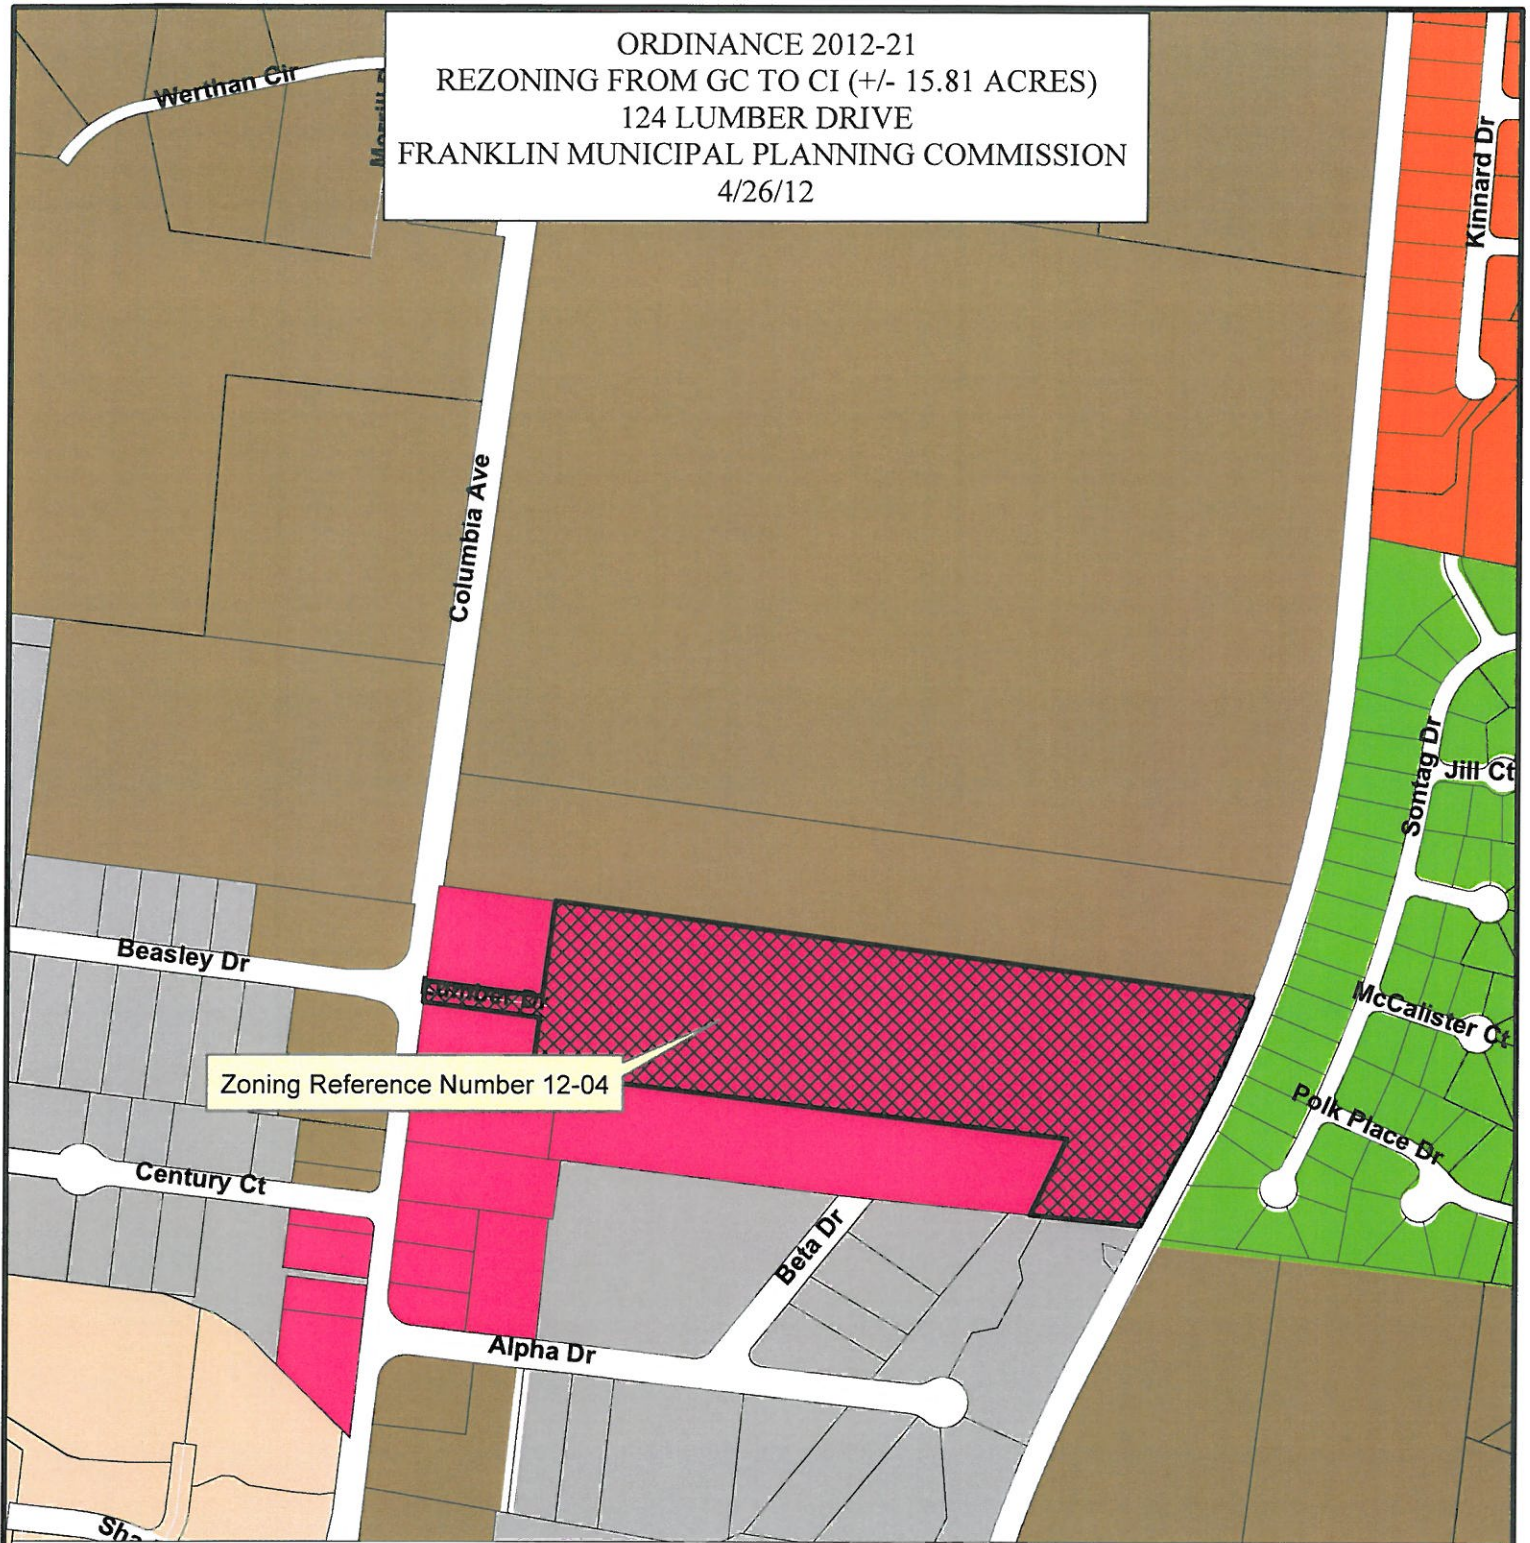 ORDINANCE 2012-21
REZONING FROM GC TO CI (+/- 15.81 ACRES)
124 LUMBER DRIVE
FRANKLIN MUNICIPAL PLANNING COMMISSION
4/26/12
Werthan Cir
Kinnard Dr
Columbia Ave
Sontag Dr
Jill Ct
Beasley Dr
Lumber Dr
McCalister Ct
Zoning Reference Number 12-04
Polk Place Dr
Century Ct
Beta Dr
Alpha Dr